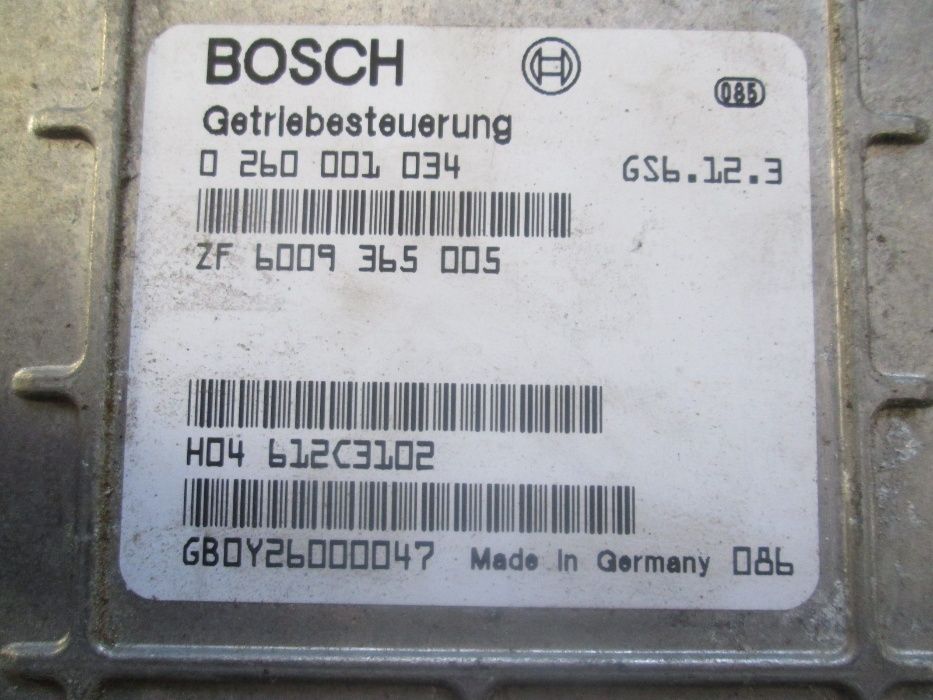 BOSCH
085
Getriebesteuerung
0 260 001 034 GS6.12.3
ZF 6009 365 005
H04 612C3102
GB0Y26000047 Made in Germany 086